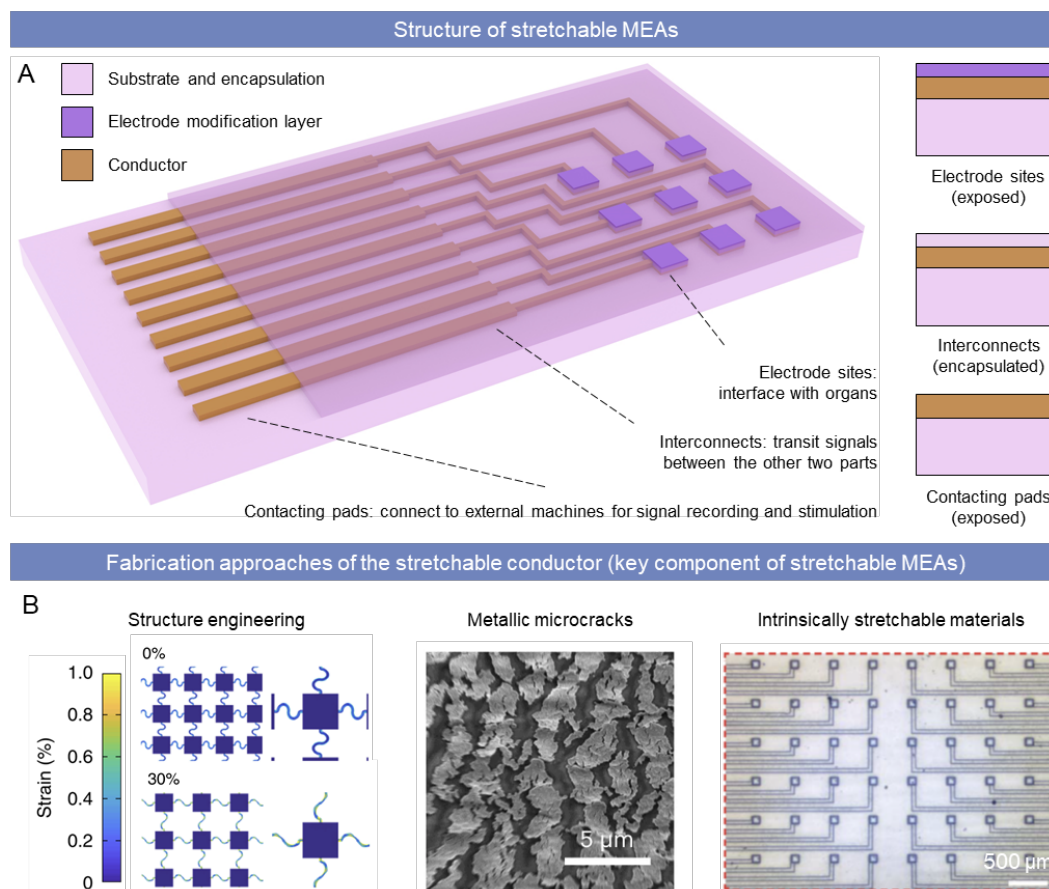 Structure of stretchable MEAs
A
Substrate and encapsulation
Electrode modification layer
Conductor
Electrode sites
(exposed)
Interconnects
(encapsulated)
Contacting pads
(exposed)
Electrode sites:
interface with organs
Interconnects: transit signals
between the other two parts
Contacting pads: connect to external machines for signal recording and stimulation
Fabrication approaches of the stretchable conductor (key component of stretchable MEAs)
B
Structure engineering
Metallic microcracks
Intrinsically stretchable materials
Strain (%)
1.0
0.8
0.6
0.4
0.2
0
0%
30%
5 μm
500 μm